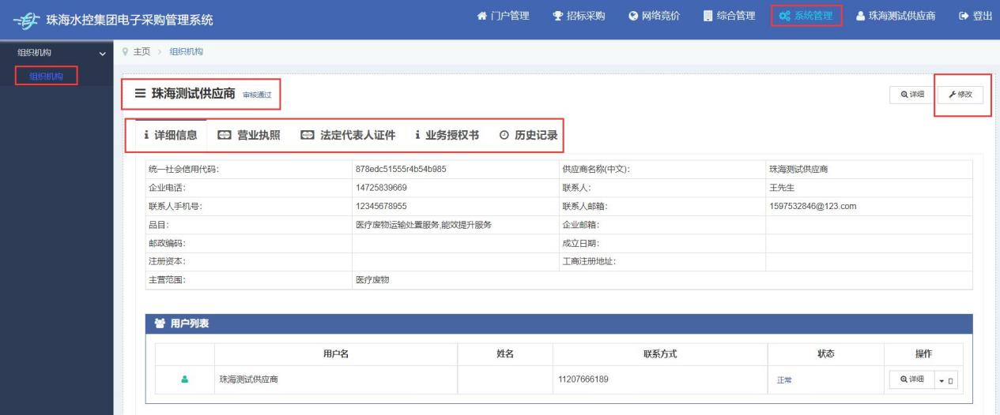 珠海水控集团电子采购管理系统 门户管理 招标采购 网络竞价 综合管理 系统管理 珠海测试供应商 登出
组织机构 主页 > 组织机构
组织机构
珠海测试供应商 审核通过 详细 修改
详细信息 营业执照 法定代表人证件 业务授权书 历史记录
统一社会信用代码: 878edc51555r4b54b985 供应商名称(中文): 珠海测试供应商
企业电话: 14725839669 联系人: 王先生
联系人手机号: 12345678955 联系人邮箱: 1597532846@123.com
品目: 医疗废物运输处置服务,能效提升服务 企业邮箱:
邮政编码: 成立日期:
注册资本: 工商注册地址:
主营范围: 医疗废物
用户列表
用户名 姓名 联系方式 状态 操作
珠海测试供应商 11207666189 正常 详细